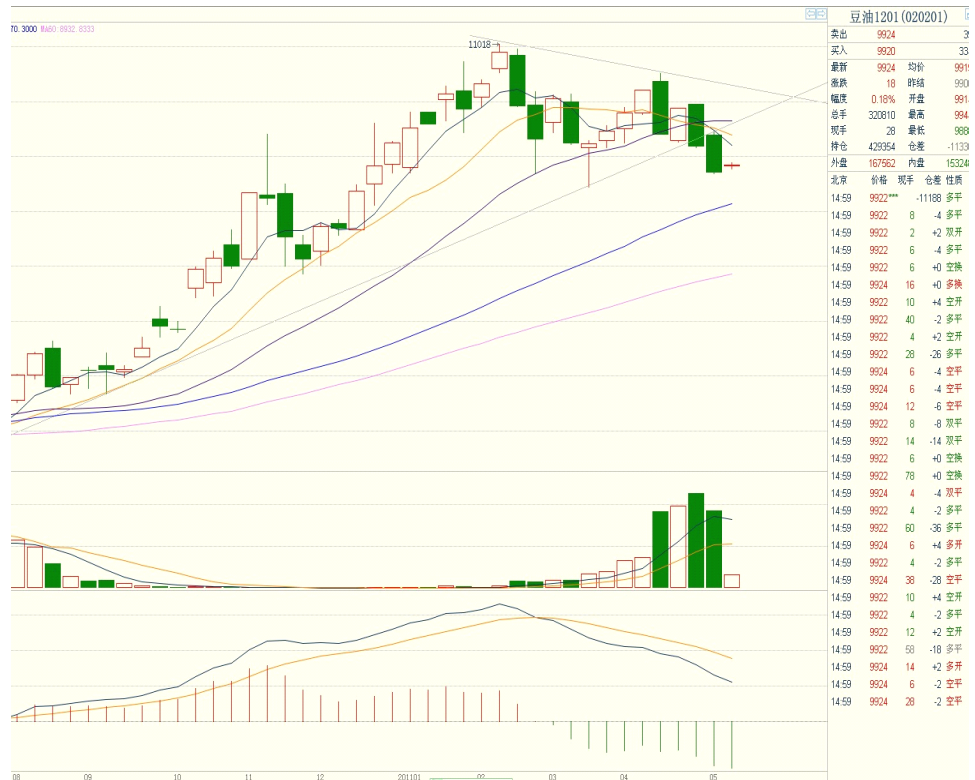 70.3000 MA60:8932.8333
11018
豆油1201(020201)
卖出 9924
买入 9920
最新 9924 均价
涨跌 18 昨结
幅度 0.18% 开盘
总手 320810 最高
现手 28 最低
持仓 429354 仓差
外盘 167562 内盘
北京 价格 现手 仓差 性质
14:59 9922*** -11188 多平
14:59 9922 8 -4 多平
14:59 9922 2 +2 双开
14:59 9922 6 -4 多平
14:59 9922 6 +0 空换
14:59 9924 16 +0 多换
14:59 9922 10 +4 空开
14:59 9922 40 -2 多平
14:59 9922 4 +2 空开
14:59 9922 28 -26 多平
14:59 9924 6 -4 空平
14:59 9924 6 -4 空平
14:59 9924 12 -6 空平
14:59 9922 8 -8 双平
14:59 9922 14 -14 双平
14:59 9922 6 +0 空换
14:59 9922 78 +0 空换
14:59 9924 4 -4 双平
14:59 9922 4 -2 多平
14:59 9922 60 -36 多平
14:59 9924 6 +4 多开
14:59 9922 4 -2 多平
14:59 9924 38 -28 空平
14:59 9922 10 +4 空开
14:59 9922 4 -2 多平
14:59 9922 12 +2 空开
14:59 9922 58 -18 多平
14:59 9924 14 +2 多开
14:59 9924 6 -2 空平
14:59 9924 28 -2 空平
08 09 10 11 12 201101 02 03 04 05